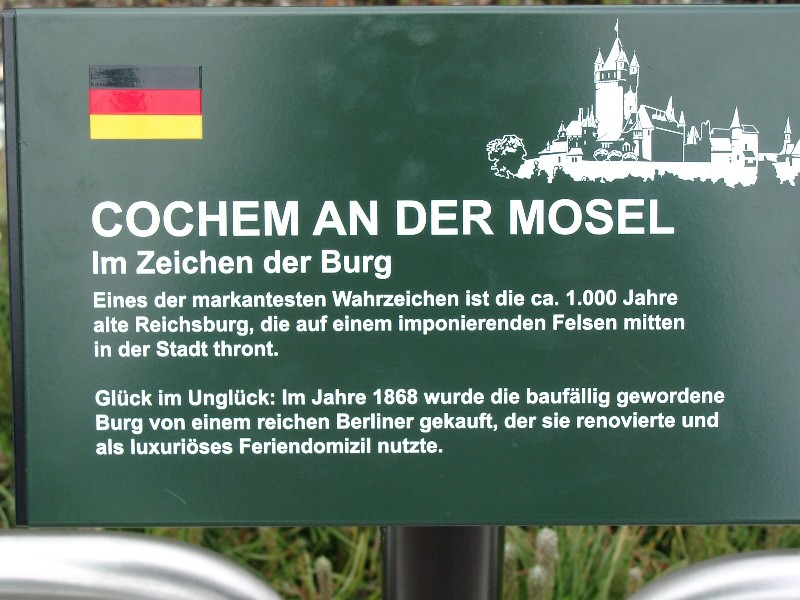 COCHEM AN DER MOSEL
Im Zeichen der Burg
Eines der markantesten Wahrzeichen ist die ca. 1.000 Jahre
alte Reichsburg, die auf einem imponierenden Felsen mitten
in der Stadt thront.
Glück im Unglück: Im Jahre 1868 wurde die baufällig gewordene
Burg von einem reichen Berliner gekauft, der sie renovierte und
als luxuriöses Feriendomizil nutzte.